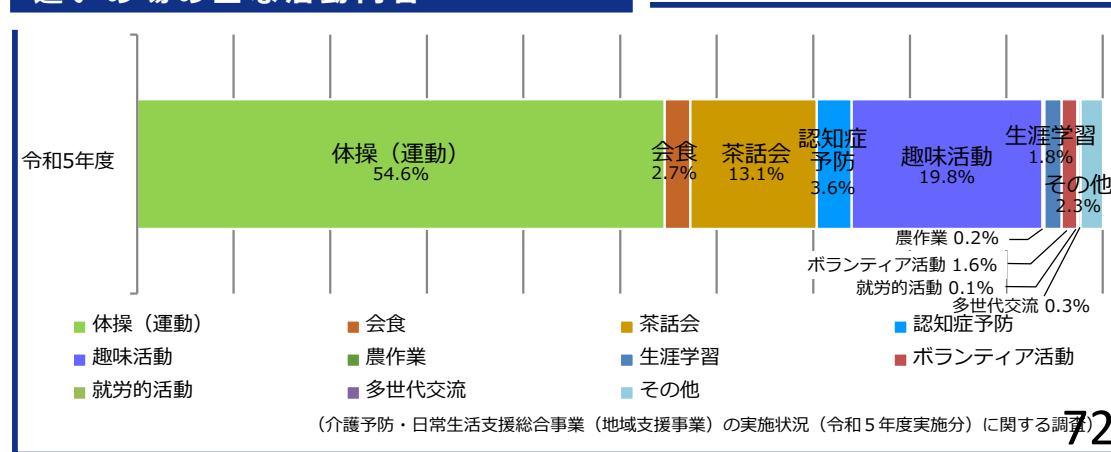 令和5年度
体操（運動）
54.6%
会食
2.7%
茶話会
13.1%
認知症
予防
3.6%
趣味活動
19.8%
生涯学習
1.8%
その他
2.3%
農作業 0.2%
ボランティア活動 1.6%
就労的活動 0.1%
多世代交流 0.3%
体操（運動） 会食 茶話会 認知症予防
趣味活動 農作業 生涯学習 ボランティア活動
就労的活動 多世代交流 その他
（介護予防・日常生活支援総合事業（地域支援事業）の実施状況（令和５年度実施分）に関する調査）
72